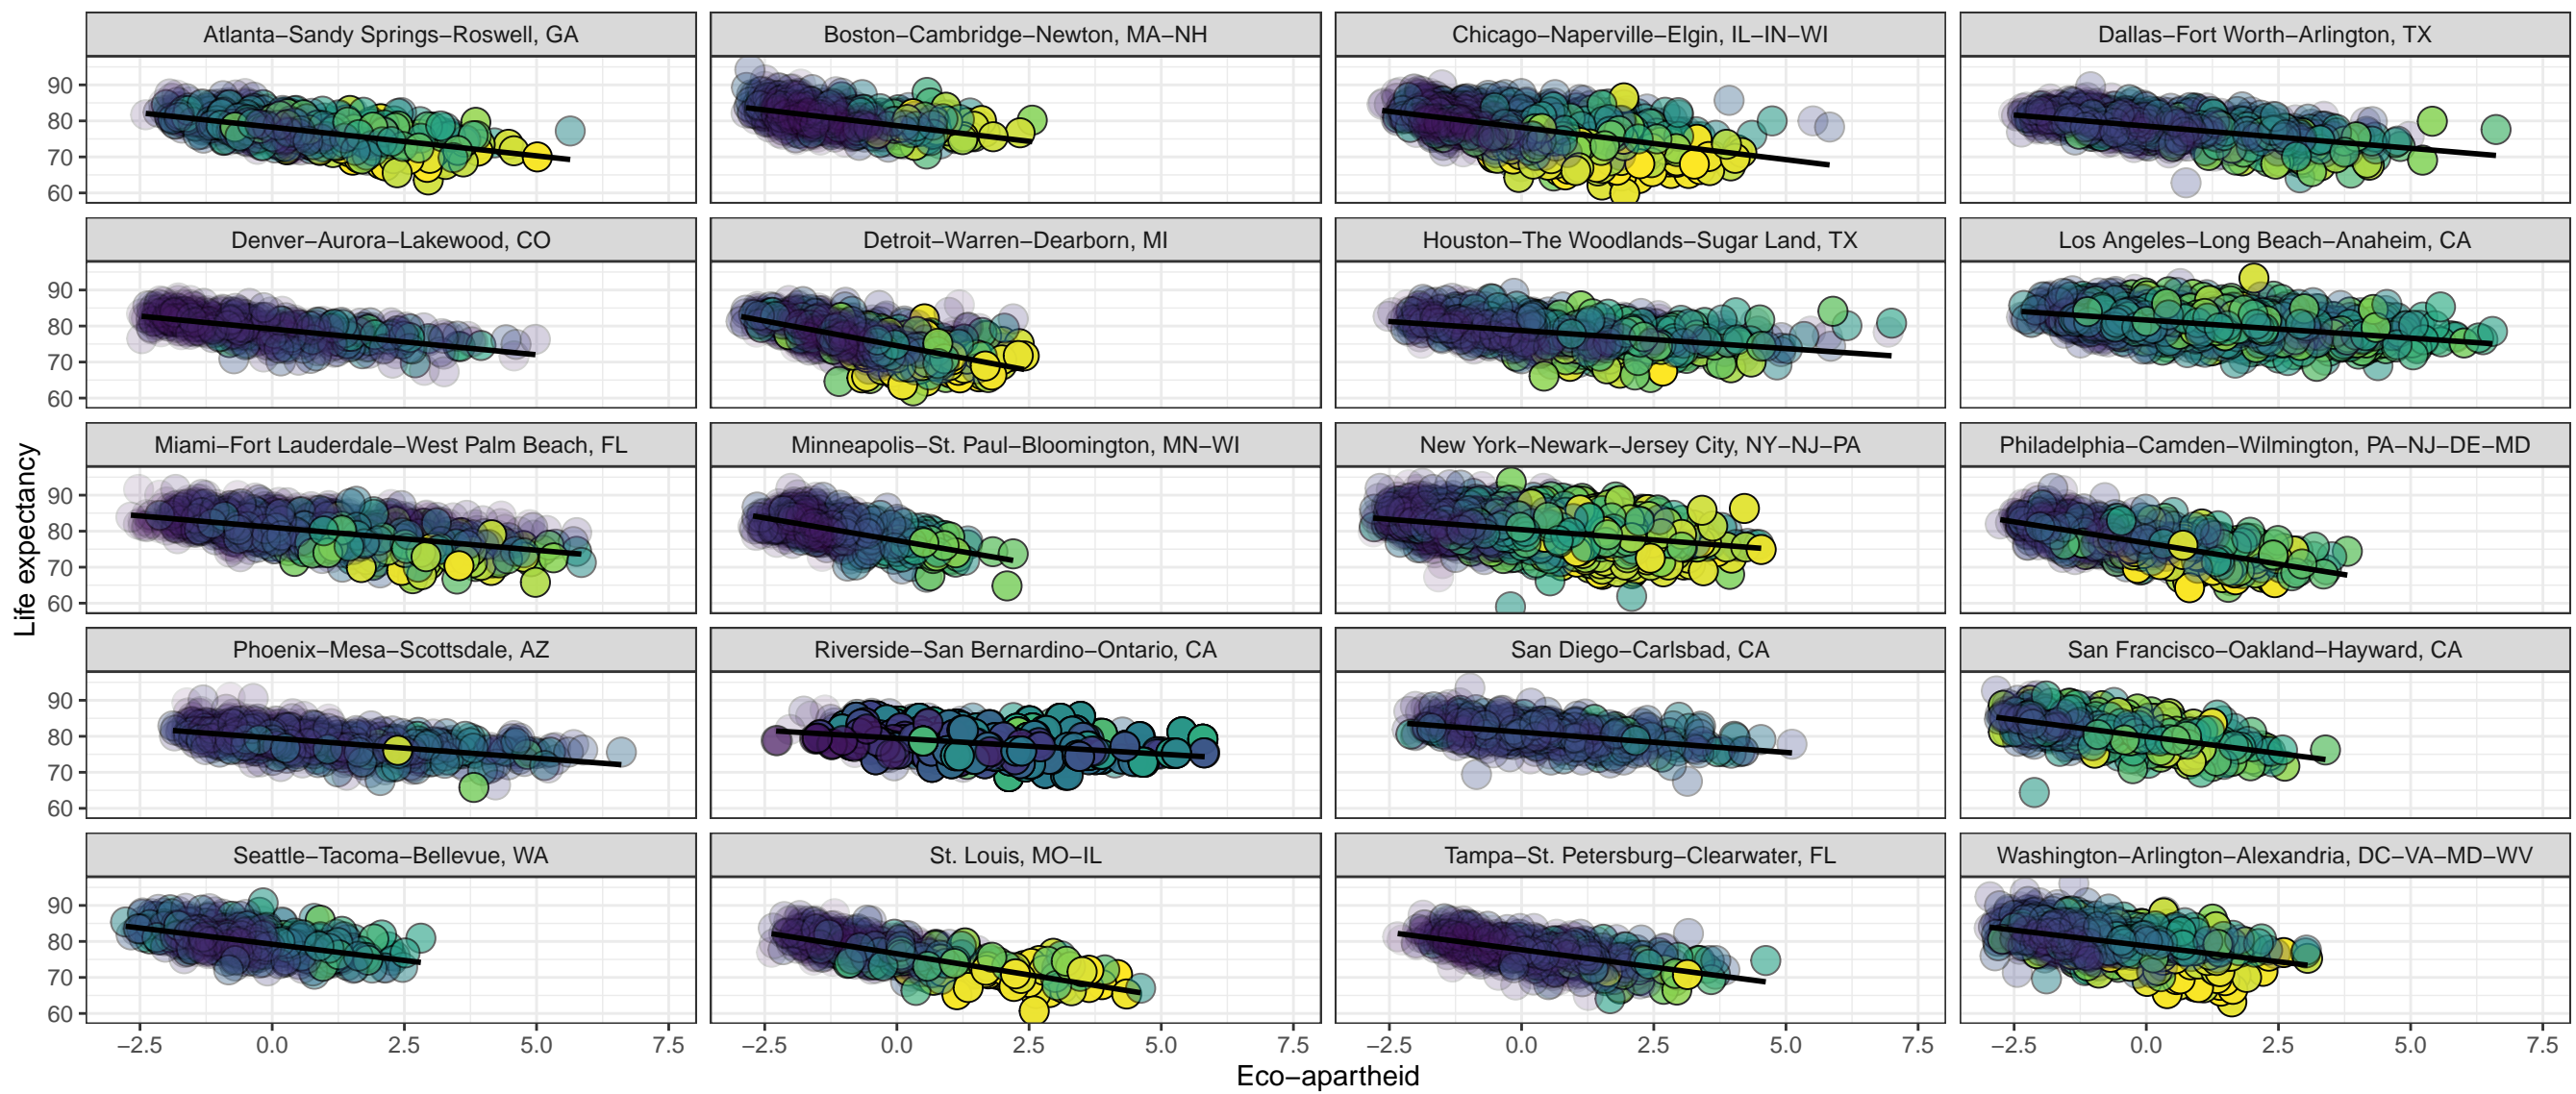 Atlanta−Sandy Springs−Roswell, GA
Boston−Cambridge−Newton, MA−NH
Chicago−Naperville−Elgin, IL−IN−WI
Dallas−Fort Worth−Arlington, TX
90
80
70
60
Denver−Aurora−Lakewood, CO
Detroit−Warren−Dearborn, MI
Houston−The Woodlands−Sugar Land, TX
Los Angeles−Long Beach−Anaheim, CA
90
80
70
60
Miami−Fort Lauderdale−West Palm Beach, FL
Minneapolis−St. Paul−Bloomington, MN−WI
New York−Newark−Jersey City, NY−NJ−PA
Philadelphia−Camden−Wilmington, PA−NJ−DE−MD
90
80
70
60
Life expectancy
Phoenix−Mesa−Scottsdale, AZ
Riverside−San Bernardino−Ontario, CA
San Diego−Carlsbad, CA
San Francisco−Oakland−Hayward, CA
90
80
70
60
Seattle−Tacoma−Bellevue, WA
St. Louis, MO−IL
Tampa−St. Petersburg−Clearwater, FL
Washington−Arlington−Alexandria, DC−VA−MD−WV
90
80
70
60
−2.5 0.0 2.5 5.0 7.5
−2.5 0.0 2.5 5.0 7.5
−2.5 0.0 2.5 5.0 7.5
−2.5 0.0 2.5 5.0 7.5
Eco−apartheid